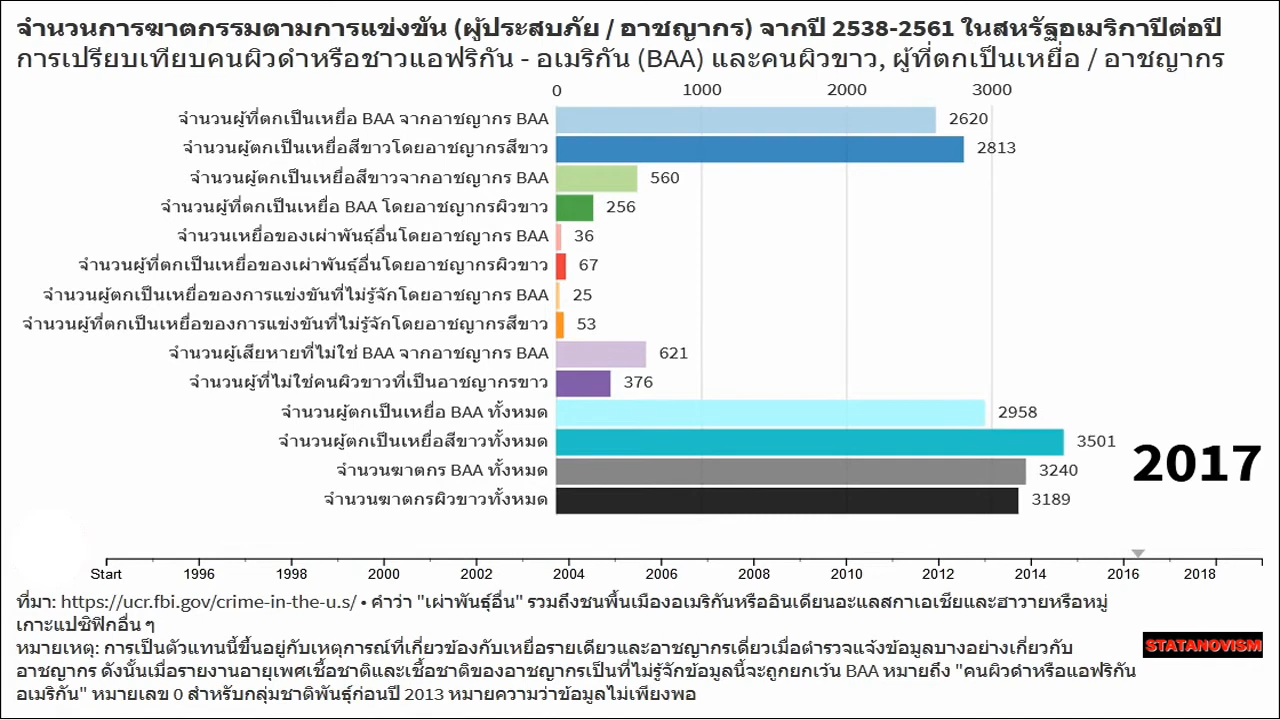 จำนวนการฆาตกรรมตามการแข่งขัน (ผู้ประสบภัย / อาชญากร) จากปี 2538-2561 ในสหรัฐอเมริกาปีต่อปี
การเปรียบเทียบคนผิวดำหรือชาวแอฟริกัน - อเมริกัน (BAA) และคนผิวขาว, ผู้ที่ตกเป็นเหยื่อ / อาชญากร
0 1000 2000 3000
จำนวนผู้ที่ตกเป็นเหยื่อ BAA จากอาชญากร BAA 2620
จำนวนผู้ตกเป็นเหยื่อสีขาวโดยอาชญากรสีขาว 2813
จำนวนผู้ตกเป็นเหยื่อสีขาวจากอาชญากร BAA 560
จำนวนผู้ที่ตกเป็นเหยื่อ BAA โดยอาชญากรผิวขาว 256
จำนวนเหยื่อของเผ่าพันธุ์อื่นโดยอาชญากร BAA 36
จำนวนผู้ที่ตกเป็นเหยื่อของเผ่าพันธุ์อื่นโดยอาชญากรผิวขาว 67
จำนวนผู้ตกเป็นเหยื่อของการแข่งขันที่ไม่รู้จักโดยอาชญากร BAA 25
จำนวนผู้ที่ตกเป็นเหยื่อของการแข่งขันที่ไม่รู้จักโดยอาชญากรสีขาว 53
จำนวนผู้เสียหายที่ไม่ใช่ BAA จากอาชญากร BAA 621
จำนวนผู้ที่ไม่ใช่คนผิวขาวที่เป็นอาชญากรขาว 376
จำนวนผู้ตกเป็นเหยื่อ BAA ทั้งหมด 2958
จำนวนผู้ตกเป็นเหยื่อสีขาวทั้งหมด 3501
จำนวนฆาตกร BAA ทั้งหมด 3240
จำนวนฆาตกรผิวขาวทั้งหมด 3189
2017
Start 1996 1998 2000 2002 2004 2006 2008 2010 2012 2014 2016 2018
ที่มา: https://ucr.fbi.gov/crime-in-the-u.s/ • คำว่า "เผ่าพันธุ์อื่น" รวมถึงชนพื้นเมืองอเมริกันหรืออินเดียนอะแลสกาเอเชียและฮาวายหรือหมู่
เกาะแปซิฟิกอื่น ๆ
หมายเหตุ: การเป็นตัวแทนนี้ขึ้นอยู่กับเหตุการณ์ที่เกี่ยวข้องกับเหยื่อรายเดียวและอาชญากรเดี่ยวเมื่อตำรวจแจ้งข้อมูลบางอย่างเกี่ยวกับ
อาชญากร ดังนั้นเมื่อรายงานอายุเพศเชื้อชาติและเชื้อชาติของอาชญากรเป็นที่ไม่รู้จักข้อมูลนี้จะถูกยกเว้น BAA หมายถึง "คนผิวดำหรือแอฟริกัน
อเมริกัน" หมายเลข 0 สำหรับกลุ่มชาติพันธุ์ก่อนปี 2013 หมายความว่าข้อมูลไม่เพียงพอ
STATANOVISM